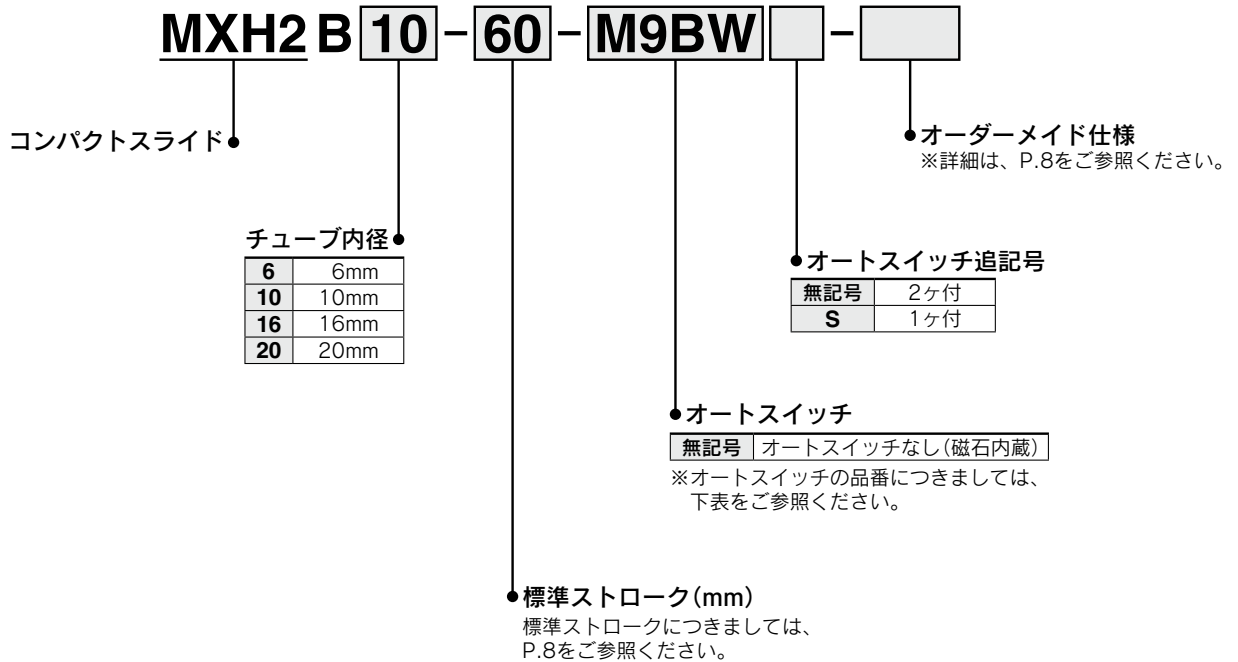 MXH2 B 10 - 60 - M9BW -
コンパクトスライド
オーダーメイド仕様
※詳細は、P.8をご参照ください。
チューブ内径
6 6mm
10 10mm
16 16mm
20 20mm
オートスイッチ追記号
無記号 2ヶ付
S 1ヶ付
オートスイッチ
無記号 オートスイッチなし(磁石内蔵)
※オートスイッチの品番につきましては、
下表をご参照ください。
標準ストローク(mm)
標準ストロークにつきましては、
P.8をご参照ください。